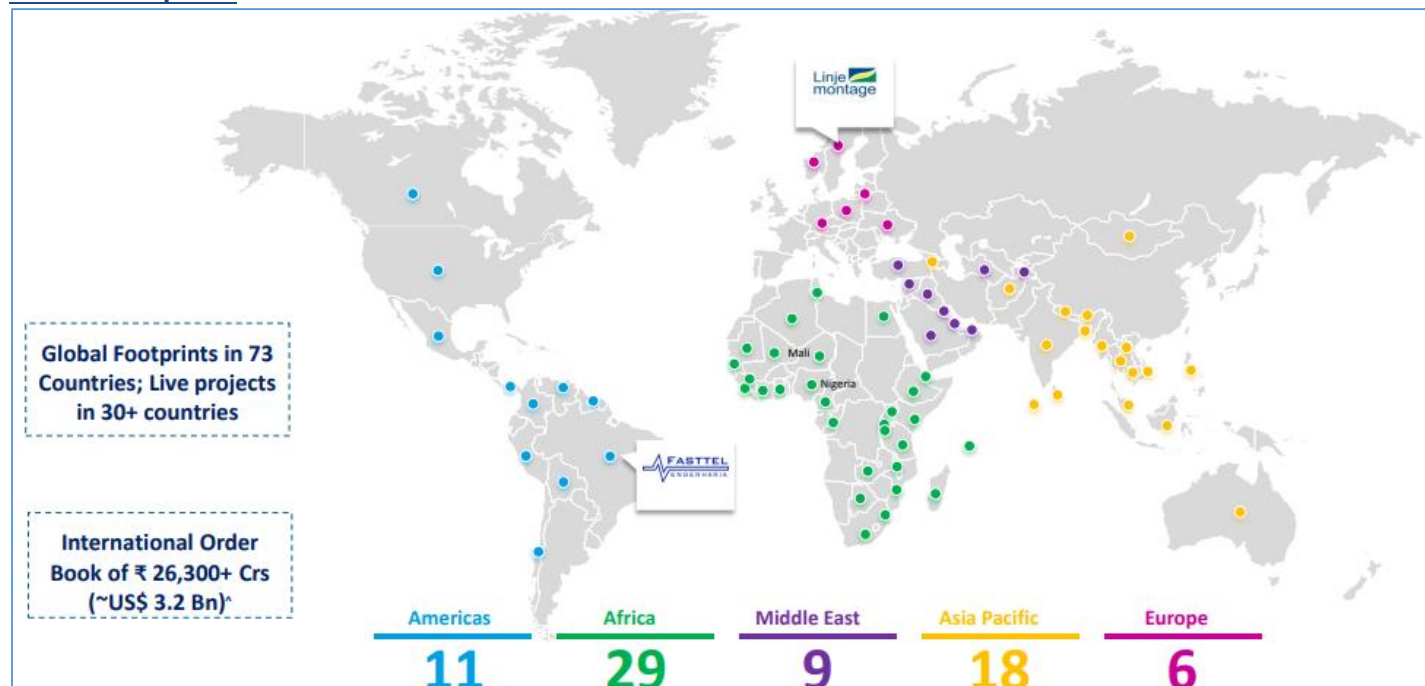 Global Footprints in 73
Countries; Live projects
in 30+ countries
International Order
Book of ₹ 26,300+ Crs
(~US$ 3.2 Bn)^
Linje
montage
Mali
Nigeria
FASTTEL
ENGENHARIA
Americas
11
Africa
29
Middle East
9
Asia Pacific
18
Europe
6